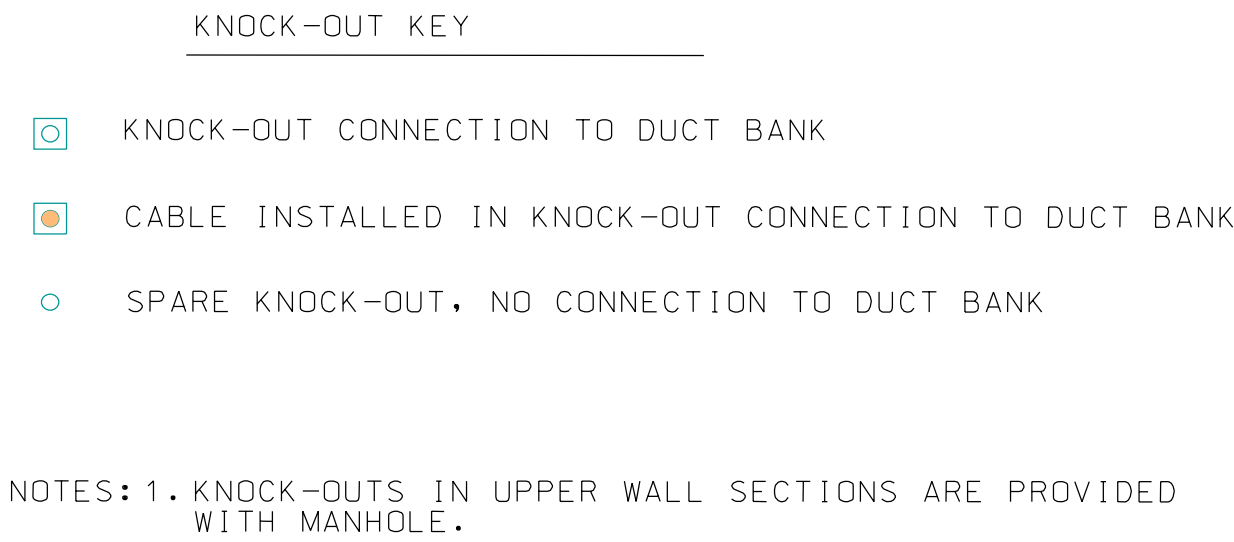 KNOCK-OUT KEY
KNOCK-OUT CONNECTION TO DUCT BANK
CABLE INSTALLED IN KNOCK-OUT CONNECTION TO DUCT BANK
SPARE KNOCK-OUT, NO CONNECTION TO DUCT BANK
NOTES: 1. KNOCK-OUTS IN UPPER WALL SECTIONS ARE PROVIDED
WITH MANHOLE.